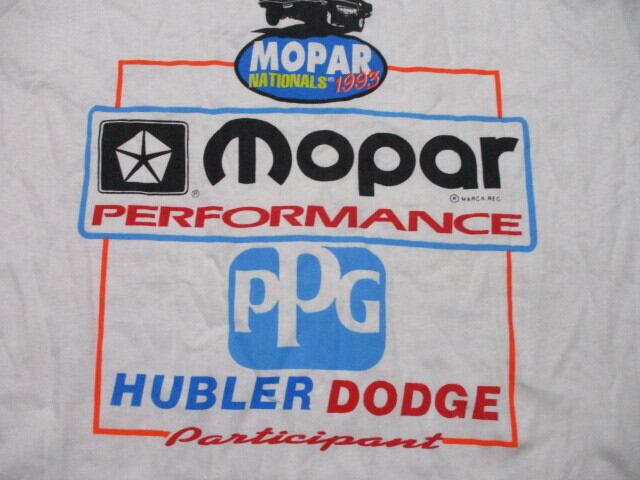 MOPAR
NATIONALS® 1993
® mopar
® MARCA REG
PERFORMANCE
PPG
HUBLER DODGE
Participant